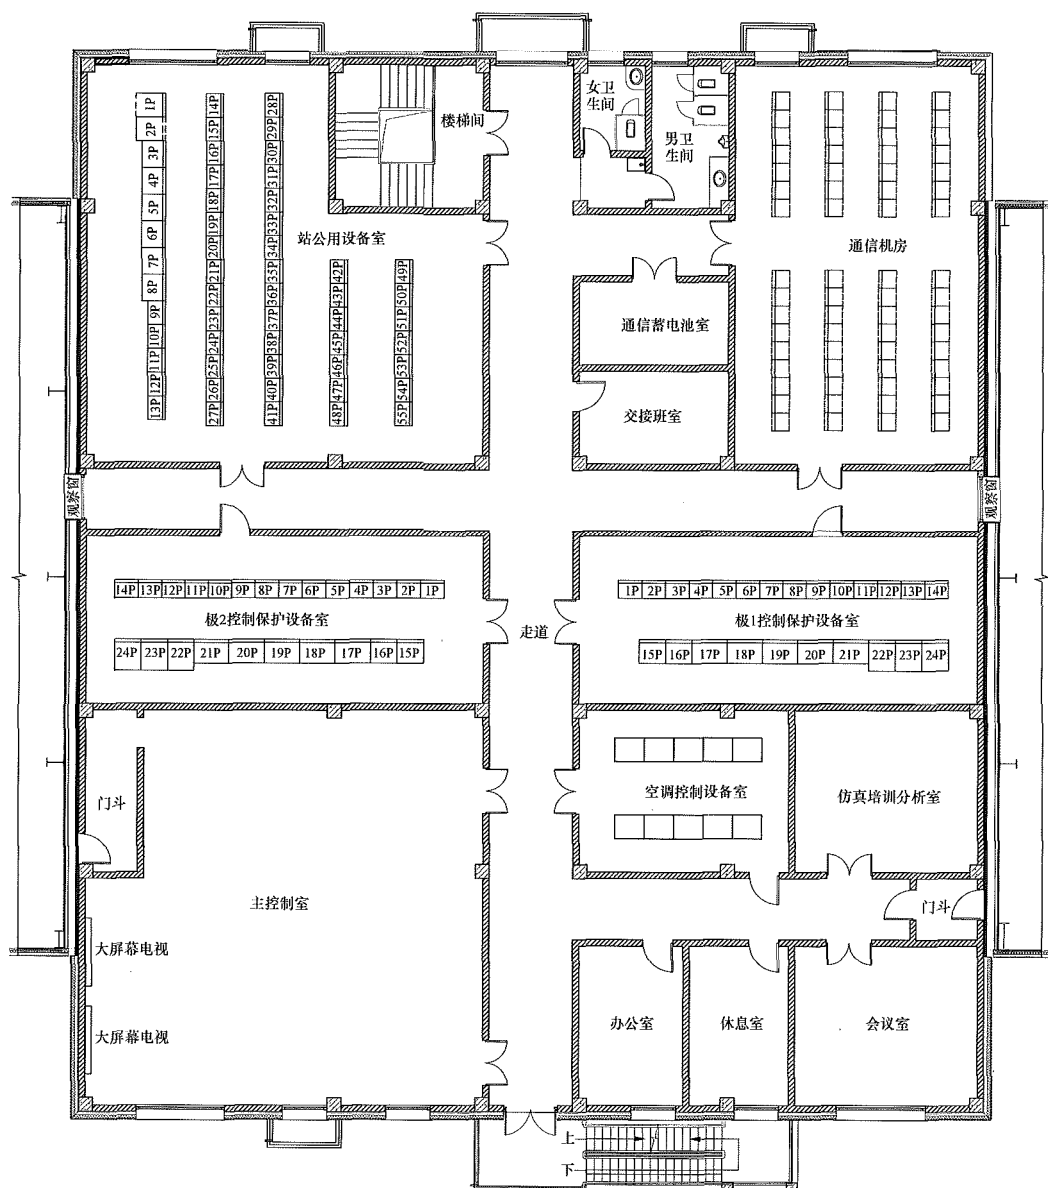 女卫
生间
楼梯间
男卫
生间
1P
2P
3P
4P
5P
6P
7P
8P
9P
10P
11P
12P
13P
14P
15P
16P
17P
18P
19P
20P
21P
22P
23P
24P
25P
26P
27P
28P
29P
30P
31P
32P
33P
34P
35P
36P
37P
38P
39P
40P
41P
站公用设备室
42P
43P
44P
45P
46P
47P
48P
49P
50P
51P
52P
53P
54P
55P
通信机房
通信蓄电池室
交接班室
观察窗
观察窗
14P 13P 12P 11P 10P 9P 8P 7P 6P 5P 4P 3P 2P 1P
极2控制保护设备室
24P 23P 22P 21P 20P 19P 18P 17P 16P 15P
走道
1P 2P 3P 4P 5P 6P 7P 8P 9P 10P 11P 12P 13P 14P
极1控制保护设备室
15P 16P 17P 18P 19P 20P 21P 22P 23P 24P
门斗
空调控制设备室
仿真培训分析室
主控制室
门斗
大屏幕电视
大屏幕电视
办公室
休息室
会议室
上
下